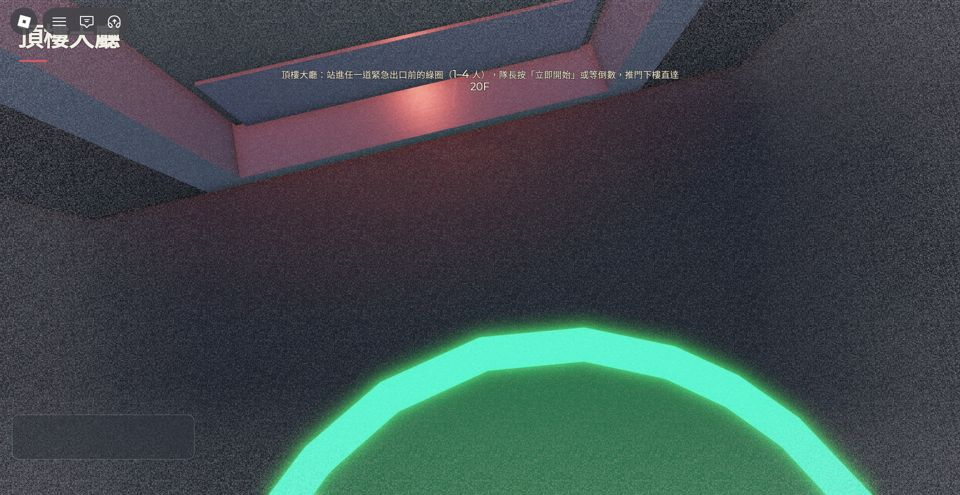 頂樓大廳
頂樓大廳：站進任一道緊急出口前的綠圈（1–4 人），隊長按「立即開始」或等倒數，推門下樓直達
20F